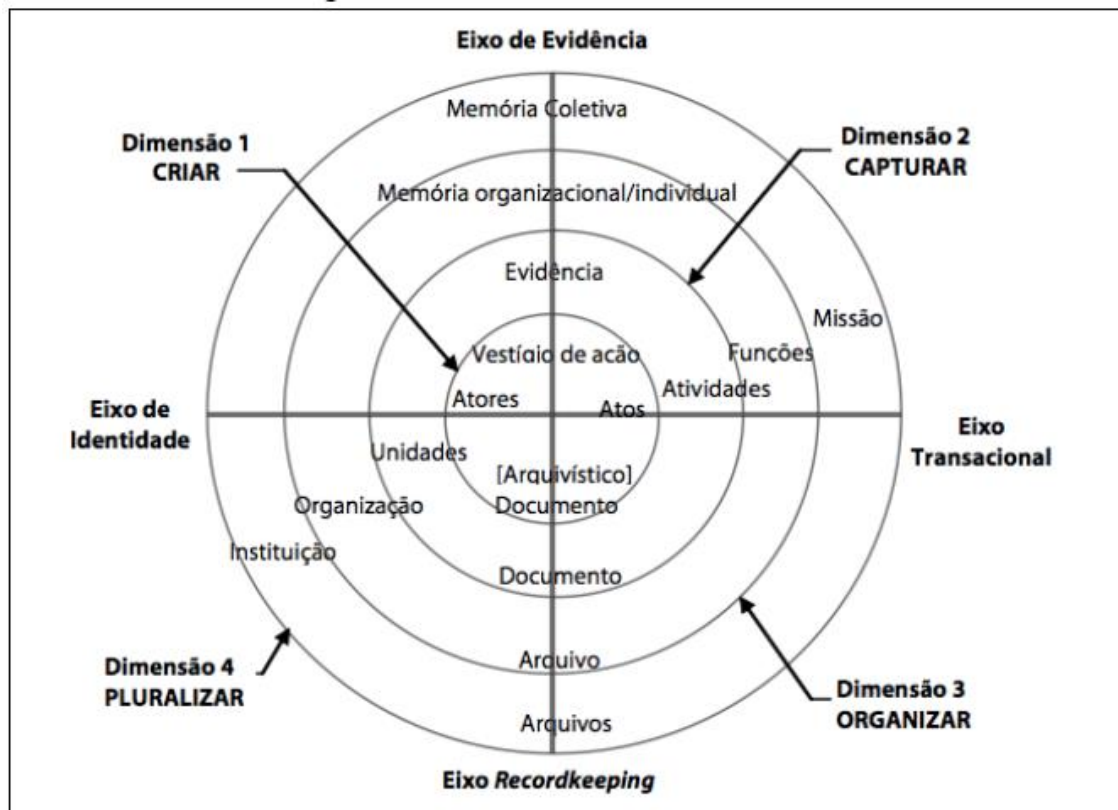 Eixo de Evidência
Memória Coletiva
Dimensão 1
CRIAR
Dimensão 2
CAPTURAR
Memória organizacional/individual
Evidência
Missão
Vestígio de acão
Funções
Atividades
Atores
Atos
Eixo de
Identidade
Eixo
Transacional
Unidades
[Arquivístico]
Documento
Organização
Instituição
Documento
Dimensão 4
PLURALIZAR
Arquivo
Dimensão 3
ORGANIZAR
Arquivos
Eixo Recordkeeping